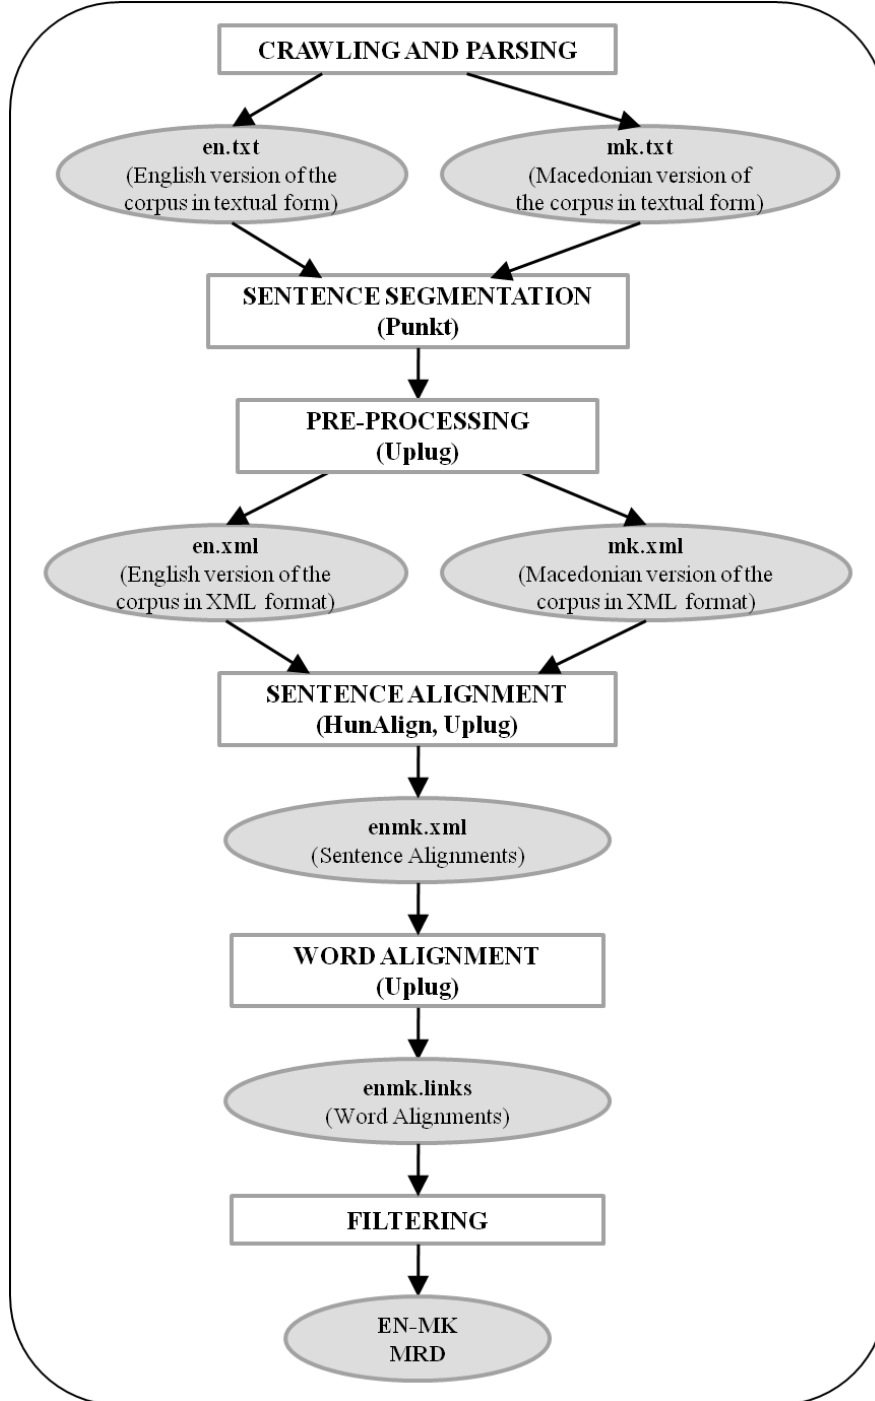 CRAWLING AND PARSING
en.txt
(English version of the
corpus in textual form)
mk.txt
(Macedonian version of
the corpus in textual form)
SENTENCE SEGMENTATION
(Punkt)
PRE-PROCESSING
(Uplug)
en.xml
(English version of the
corpus in XML format)
mk.xml
(Macedonian version of the
corpus in XML format)
SENTENCE ALIGNMENT
(HunAlign, Uplug)
enmk.xml
(Sentence Alignments)
WORD ALIGNMENT
(Uplug)
enmk.links
(Word Alignments)
FILTERING
EN-MK
MRD